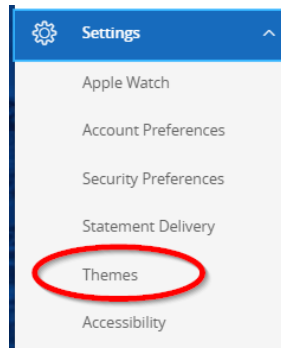 Settings
Apple Watch
Account Preferences
Security Preferences
Statement Delivery
Themes
Accessibility